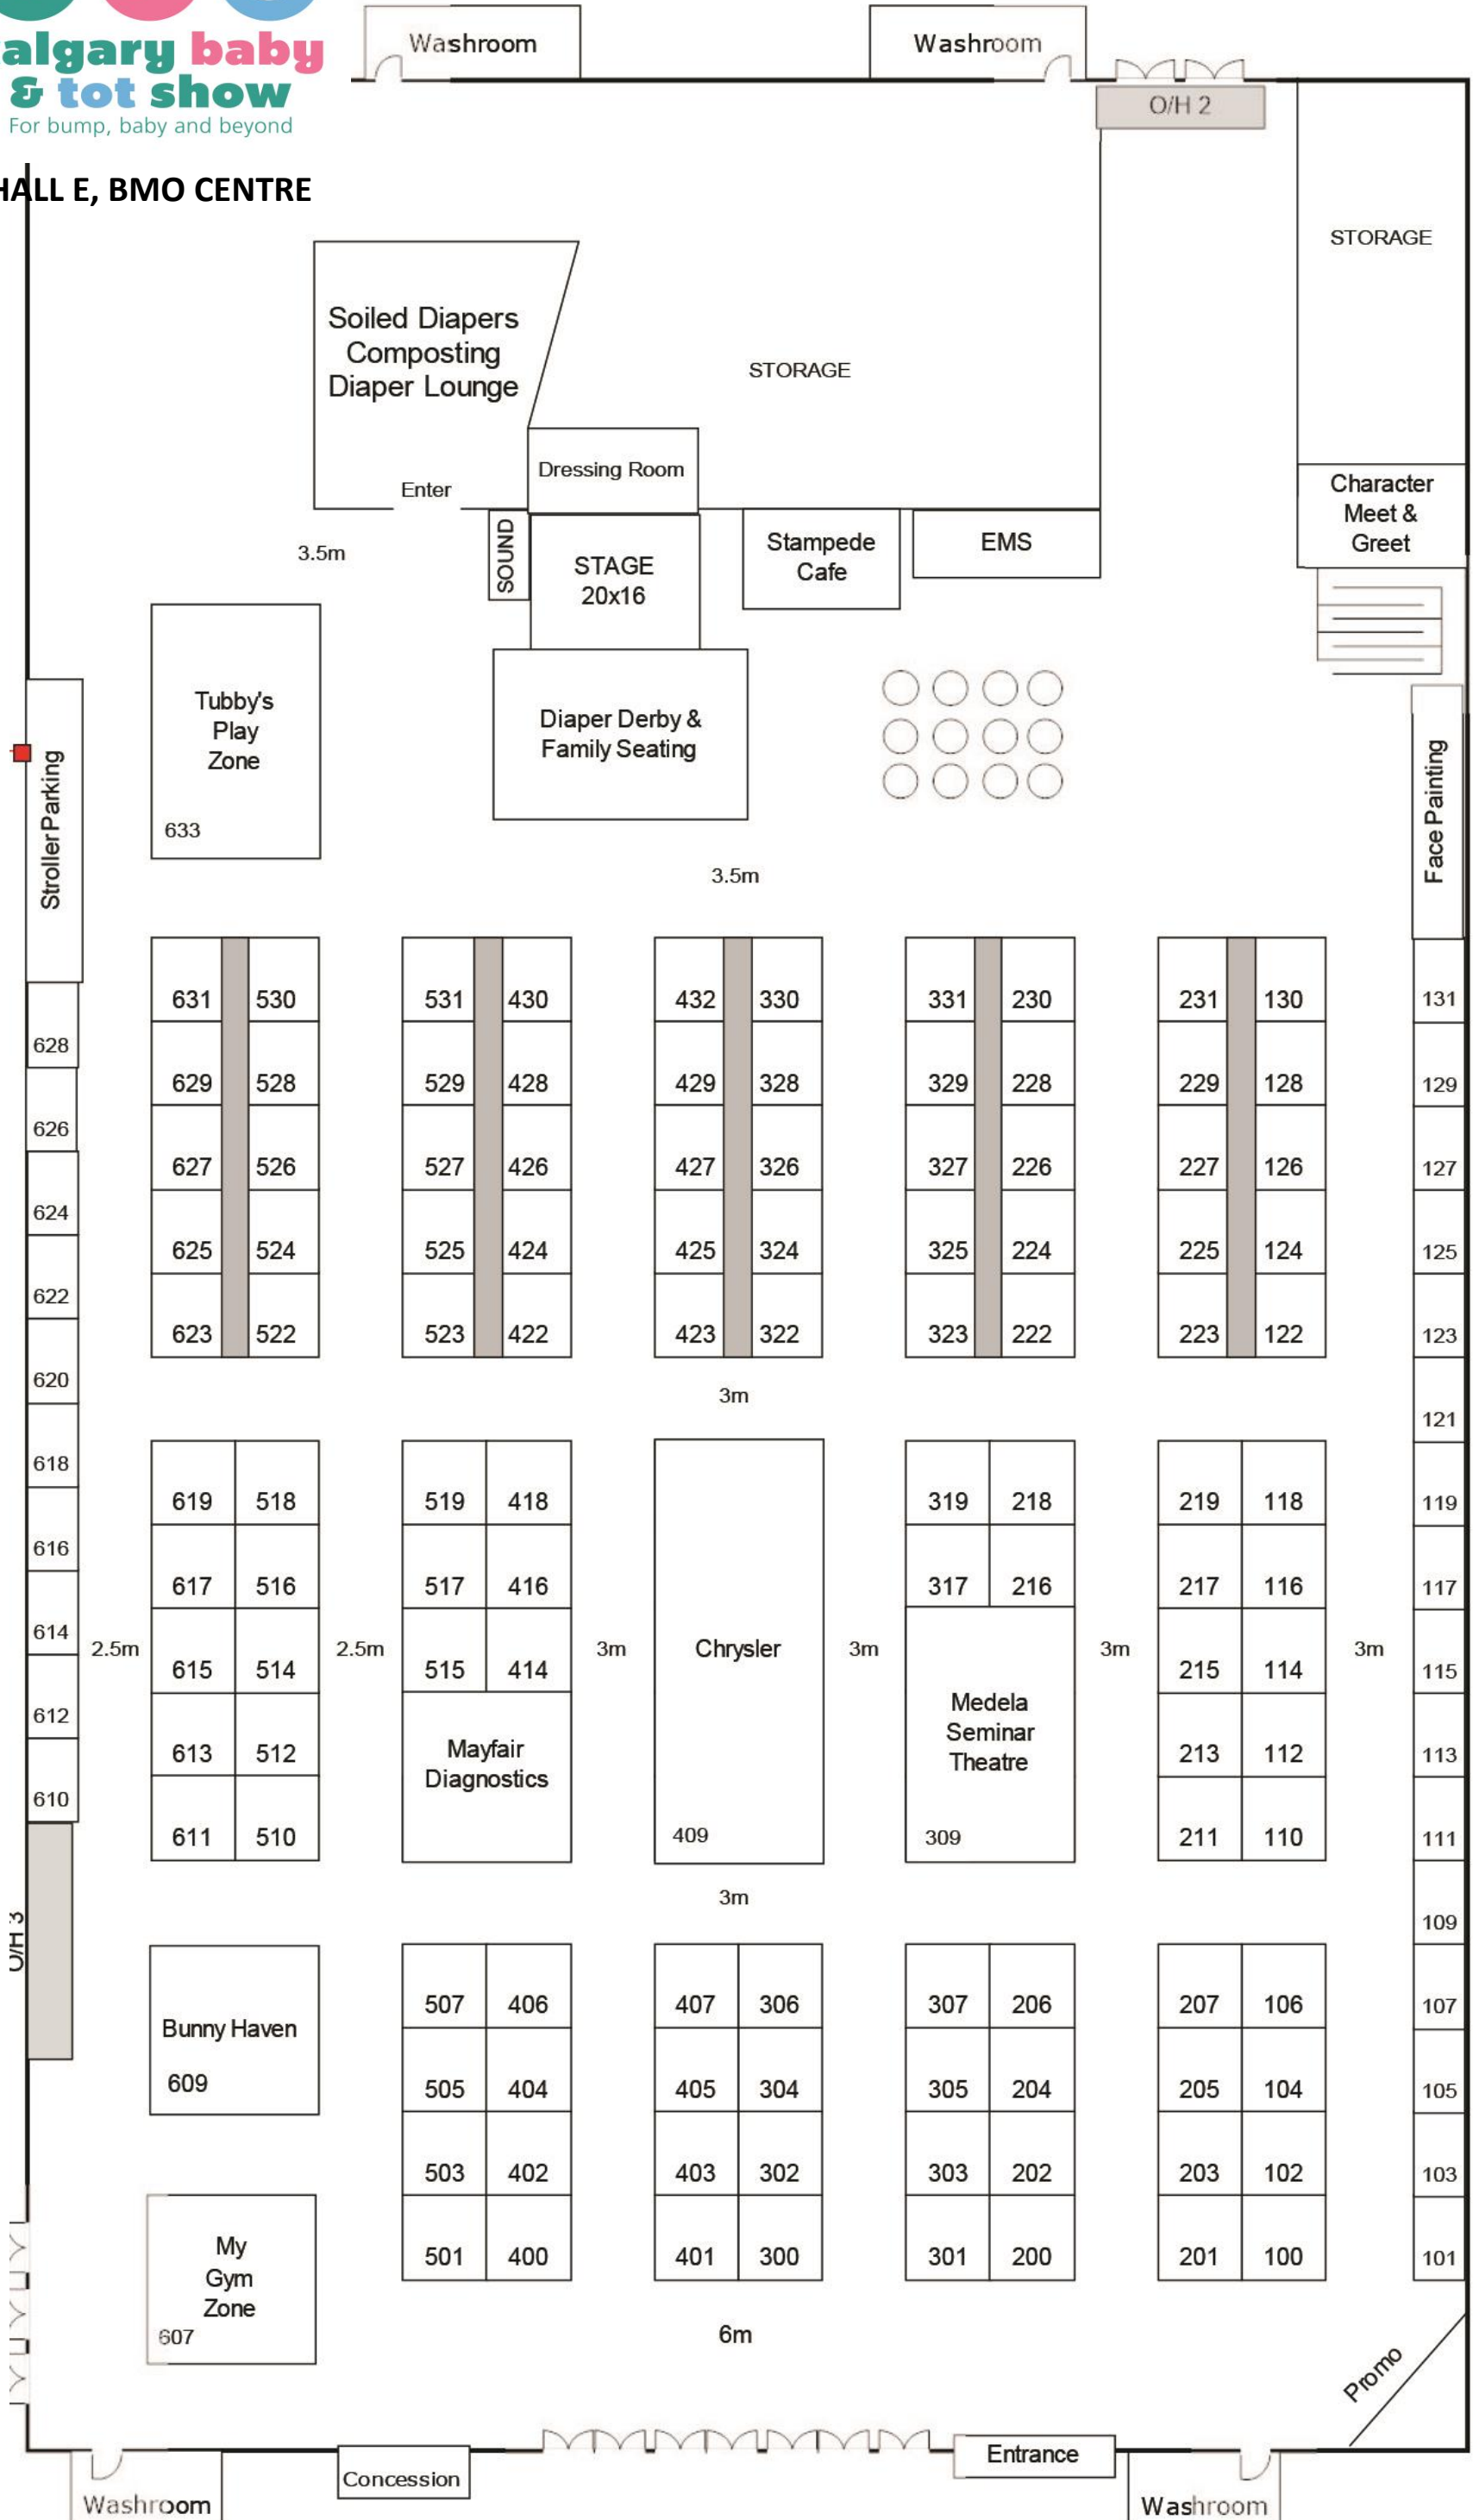 Washroom
Washroom
algary baby
& tot show
For bump, baby and beyond
O/H 2
HALL E, BMO CENTRE
STORAGE
Soiled Diapers
Composting
Diaper Lounge
STORAGE
Dressing Room
Enter
Character
Meet &
Greet
3.5m
SOUND
STAGE
20x16
Stampede
Cafe
EMS
Tubby's
Play
Zone
633
Diaper Derby &
Family Seating
Stroller Parking
Face Painting
3.5m
631 530 531 430 432 330 331 230 231 130 131
628
629 528 529 428 429 328 329 228 229 128 129
626
627 526 527 426 427 326 327 226 227 126 127
624
625 524 525 424 425 324 325 224 225 124 125
622
623 522 523 422 423 322 323 222 223 122 123
620
3m
121
618
619 518 519 418 319 218 219 118 119
616
617 516 517 416 317 216 217 116 117
614
2.5m 2.5m 3m Chrysler 3m 3m 3m
615 514 515 414 215 114 115
612
Medela
Seminar
Theatre
Mayfair
Diagnostics
613 512 213 112 113
610
611 510 409 309 211 110 111
3m
109
O/H 3
507 406 407 306 307 206 207 106 107
Bunny Haven
609
505 404 405 304 305 204 205 104 105
503 402 403 302 303 202 203 102 103
My
Gym
Zone
607
501 400 401 300 301 200 201 100 101
6m
Promo
Entrance
Concession
Washroom
Washroom